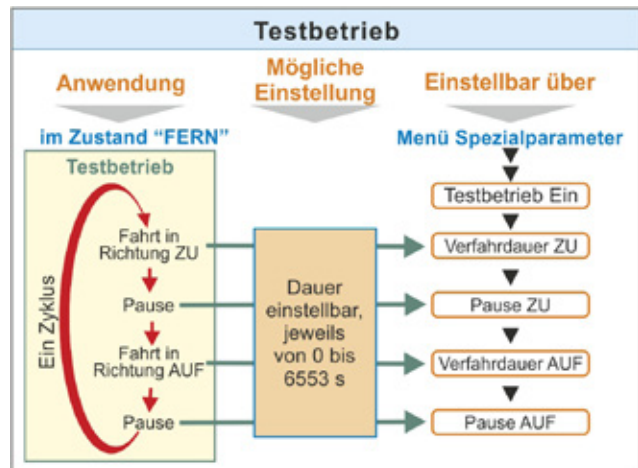 Testbetrieb
Anwendung
Mögliche
Einstellung
Einstellbar über
im Zustand "FERN"
Menü Spezialparameter
Testbetrieb
Ein Zyklus
Fahrt in
Richtung ZU
Pause
Fahrt in
Richtung AUF
Pause
Dauer
einstellbar,
jeweils
von 0 bis
6553 s
Testbetrieb Ein
Verfahrdauer ZU
Pause ZU
Verfahrdauer AUF
Pause AUF